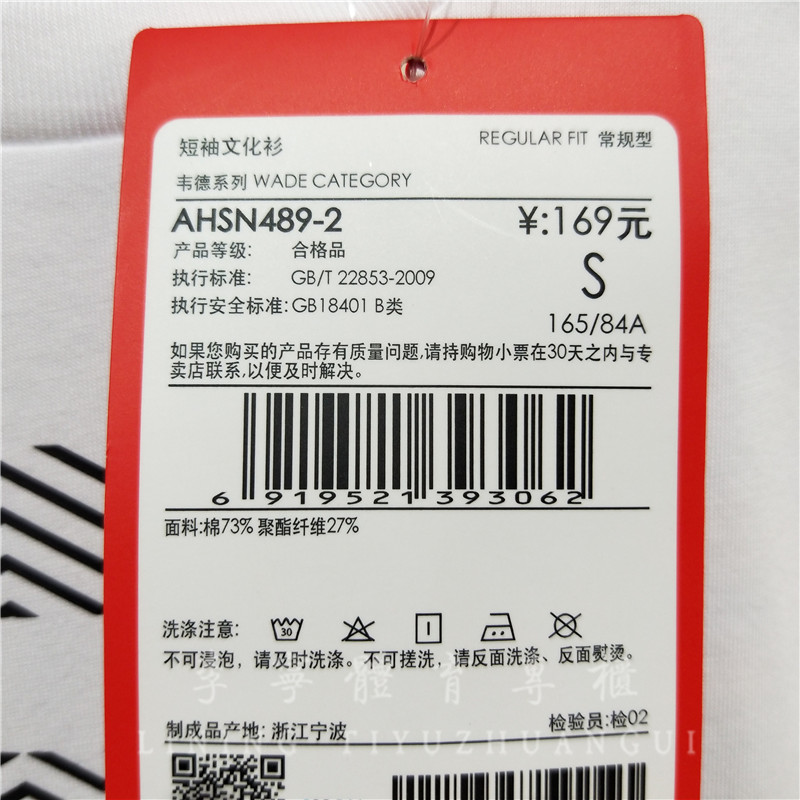 短袖文化衫
REGULAR FIT 常规型
韦德系列 WADE CATEGORY
AHSN489-2
¥:169元
产品等级: 合格品
S
执行标准: GB/T 22853-2009
执行安全标准:GB18401 B类
165/84A
如果您购买的产品存有质量问题,请持购物小票在30天之内与专
卖店联系,以便及时解决。
6 919521 393062
面料:棉73% 聚酯纤维27%
洗涤注意:
30
不可浸泡，请及时洗涤。不可搓洗，请反面洗涤、反面熨烫。
李寧體育專櫃
制成品产地: 浙江宁波
检验员:检02
LINING TIYUZHUANGUI